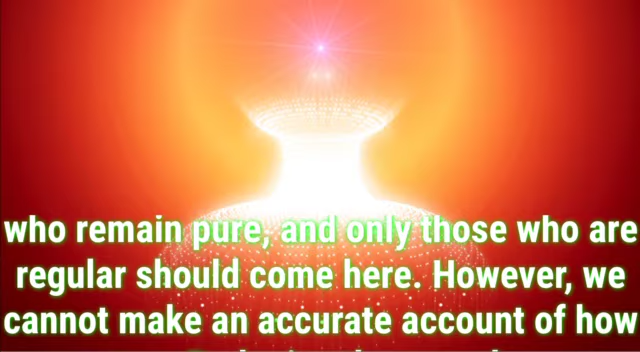 who remain pure, and only those who are
regular should come here. However, we
cannot make an accurate account of how